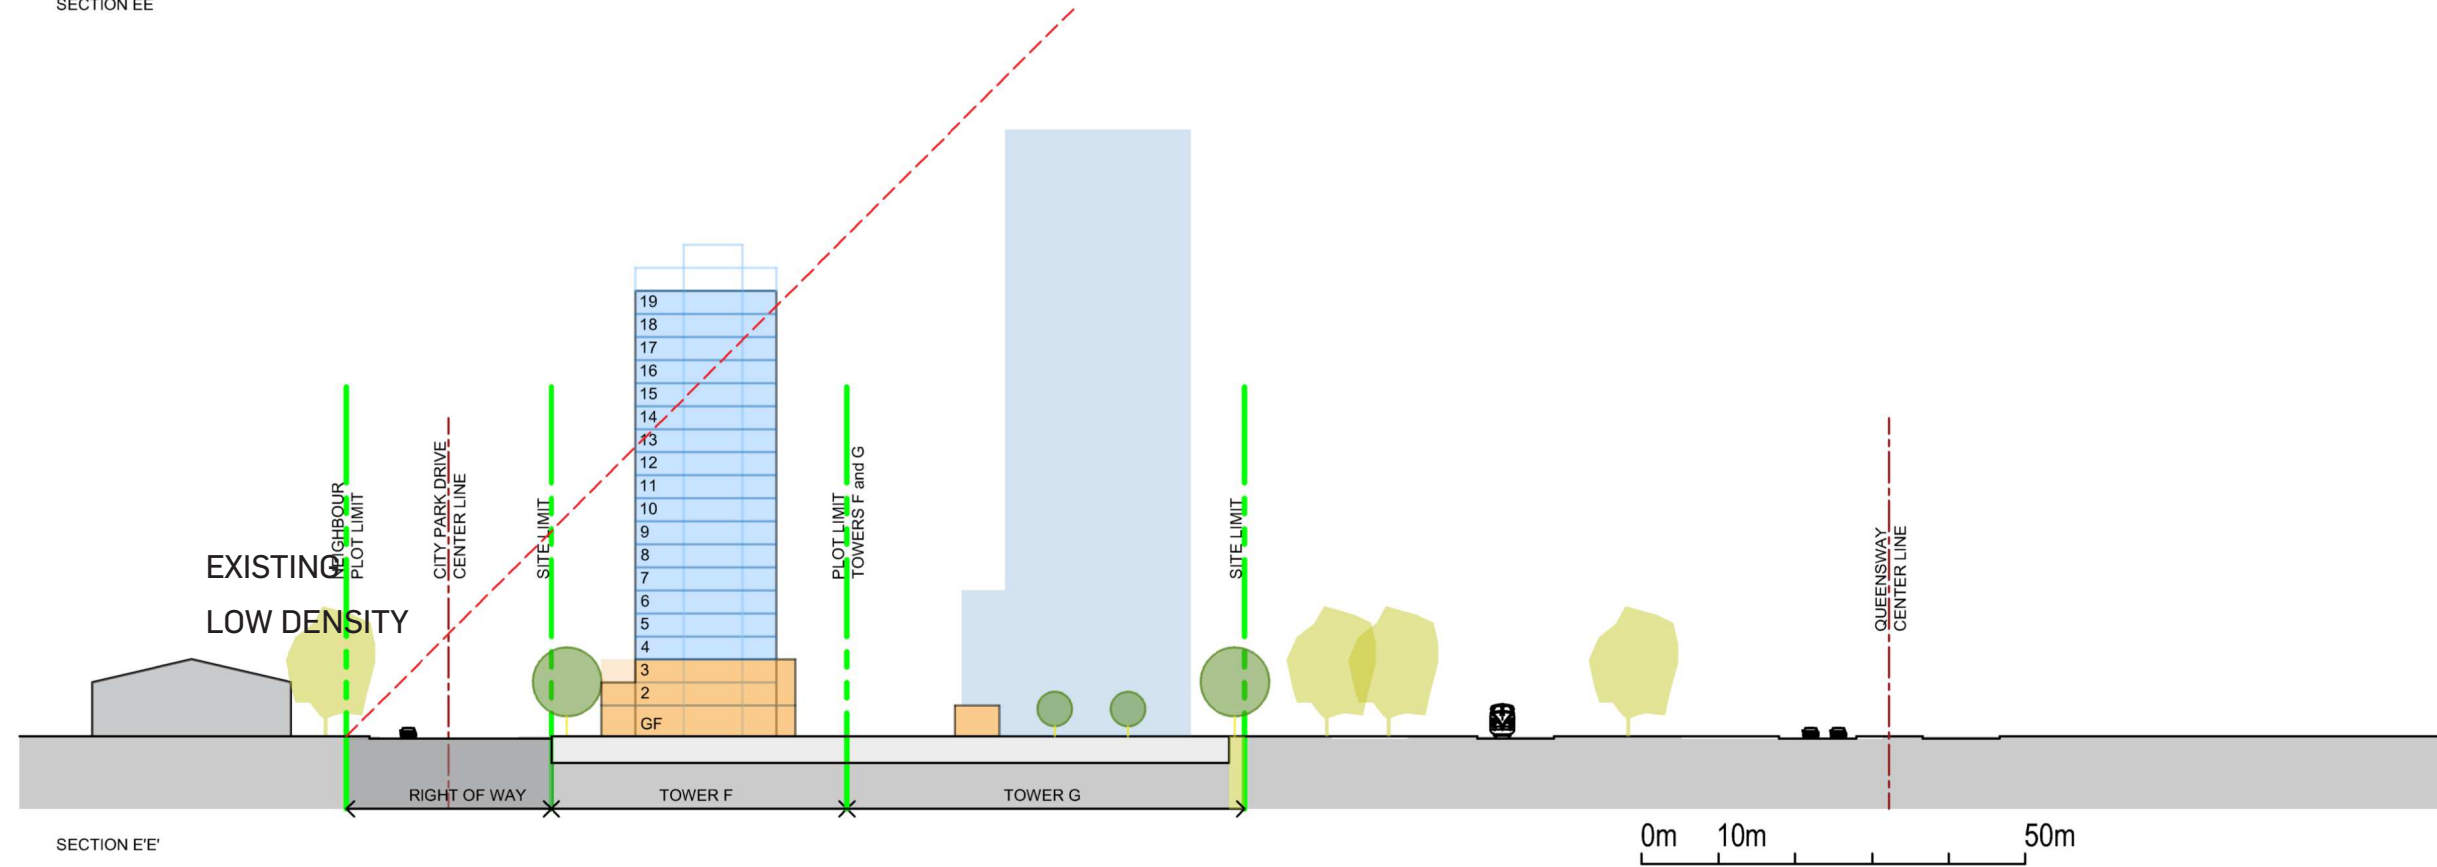 SECTION EE
19
18
17
16
15
14
13
12
11
10
9
8
7
6
5
4
3
2
GF
NEIGHBOUR
PLOT LIMIT
CITY PARK DRIVE
CENTER LINE
SITE LIMIT
PLOT LIMIT
TOWERS F and G
SITE LIMIT
QUEENSWAY
CENTER LINE
EXISTING
LOW DENSITY
RIGHT OF WAY
TOWER F
TOWER G
SECTION E'E'
0m 10m 50m